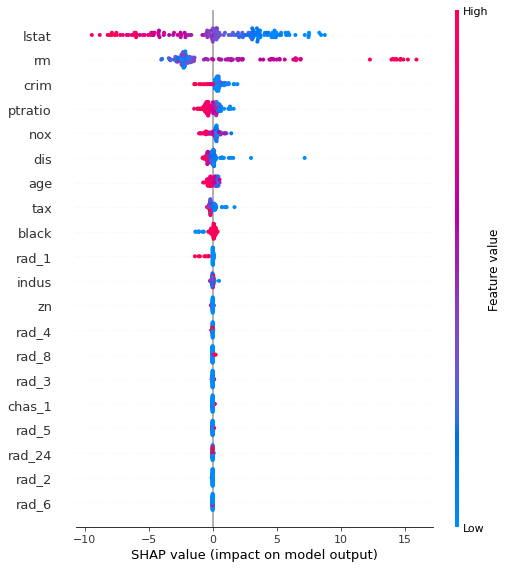 High
lstat
rm
crim
ptratio
nox
dis
age
tax
black
rad_1
indus
zn
rad_4
rad_8
rad_3
chas_1
rad_5
rad_24
rad_2
rad_6
Feature value
Low
−10 −5 0 5 10 15
SHAP value (impact on model output)